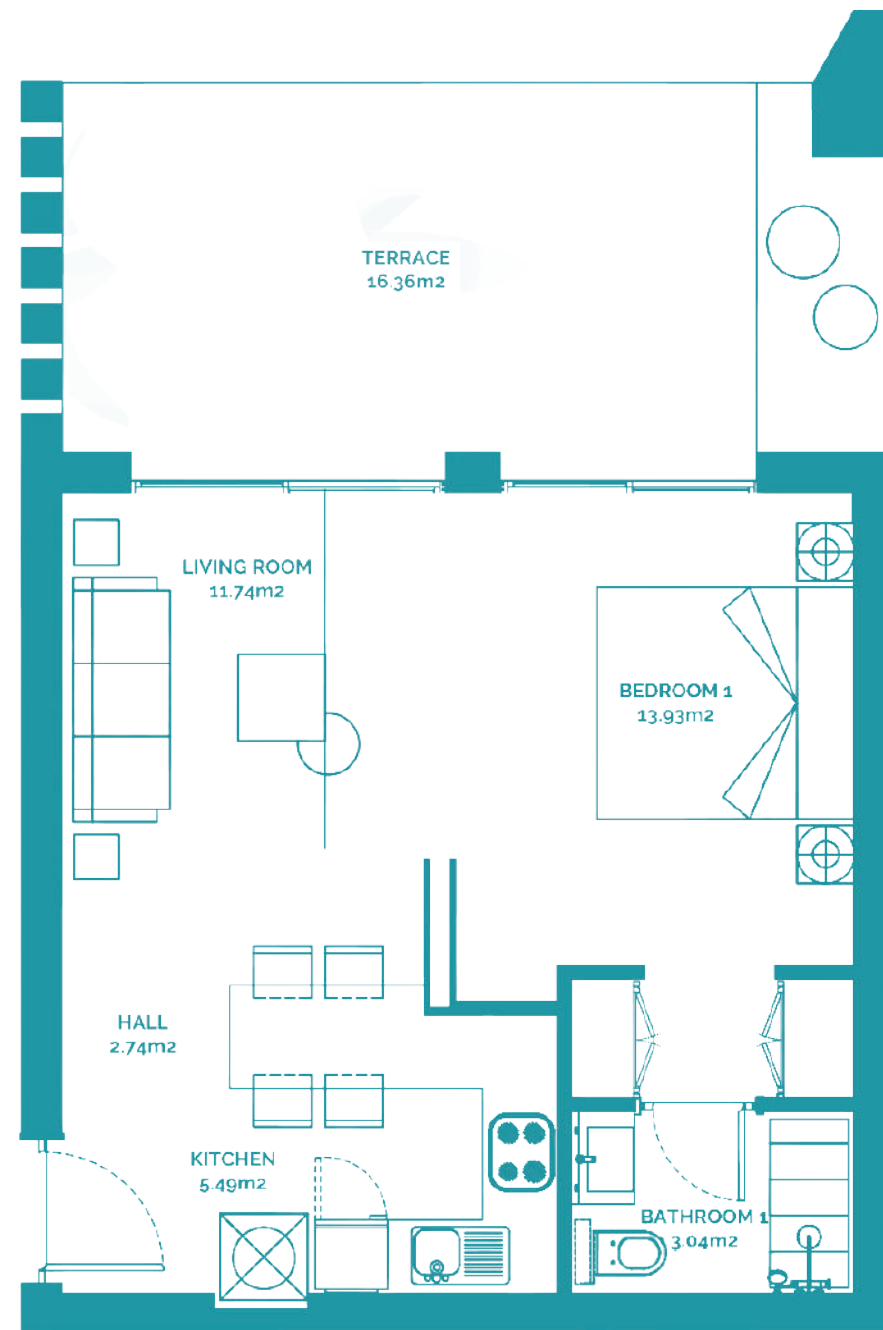 TERRACE
16.36m2
LIVING ROOM
11.74m2
BEDROOM 1
13.93m2
HALL
2.74m2
KITCHEN
5.49m2
BATHROOM 1
3.04m2